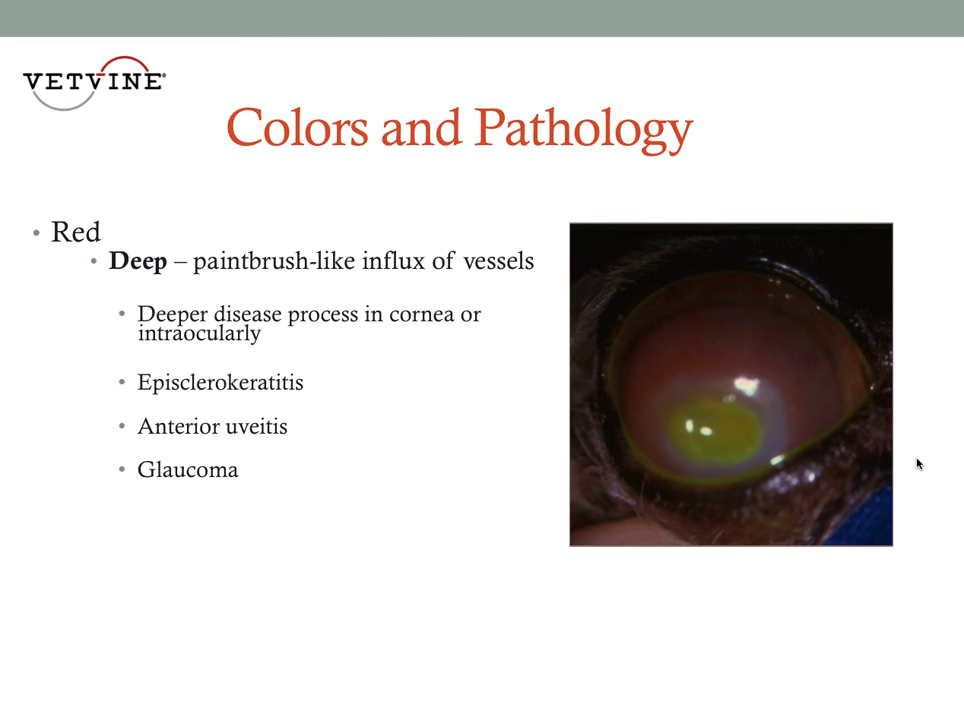 VETVINE®
Colors and Pathology
• Red
• Deep – paintbrush-like influx of vessels
• Deeper disease process in cornea or
intraocularly
• Episclerokeratitis
• Anterior uveitis
• Glaucoma